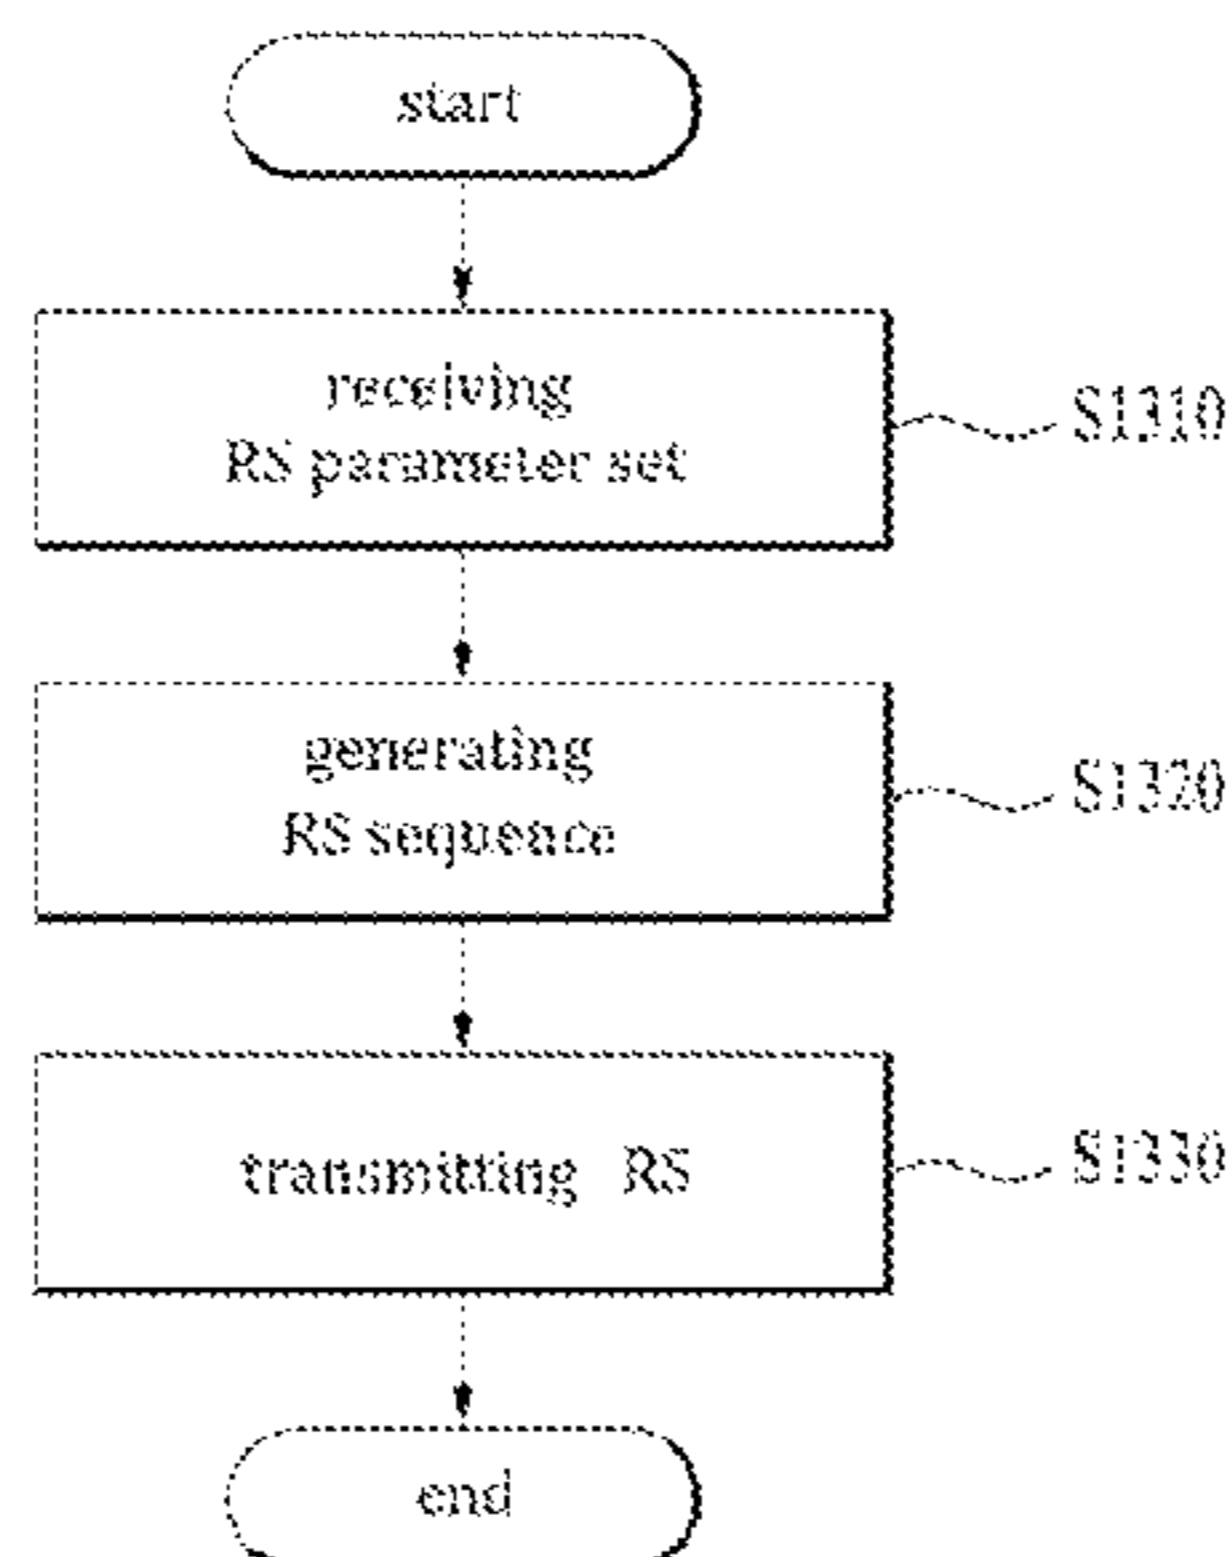 start
receiving
RS parameter set
S1310
generating
RS sequence
S1320
transmitting RS
S1330
end